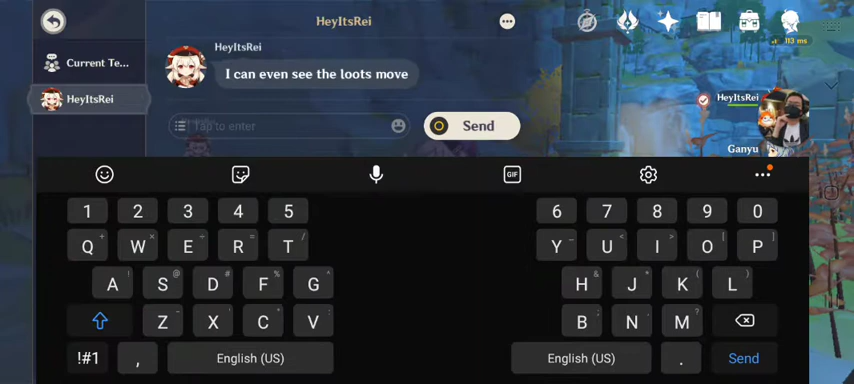 HeyItsRei
113 ms
Current Te...
HeyItsRei
HeyItsRei
I can even see the loots move
Tap to enter
Send
HeyItsRei
Ganyu
GIF
1 2 3 4 5 6 7 8 9 0
Q + W × E ÷ R = T / Y _ U < I > O [ P ]
A ! S @ D # F % G ^ H & J * K ( L )
Z - X ' C " V : B ; N , M ?
!#1 , English (US) English (US) . Send